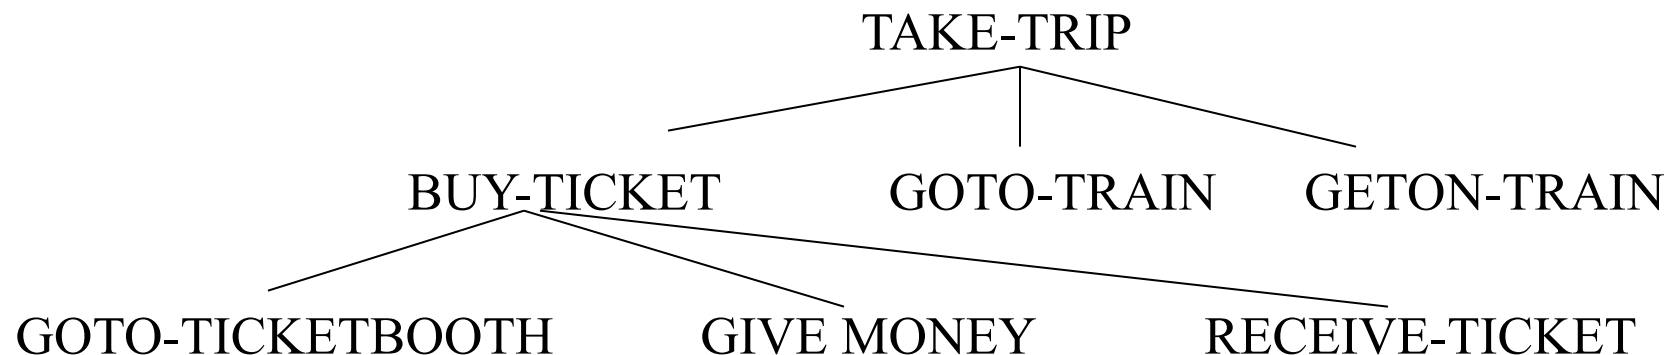 TAKE-TRIP
BUY-TICKET GOTO-TRAIN GETON-TRAIN
GOTO-TICKETBOOTH GIVE MONEY RECEIVE-TICKET